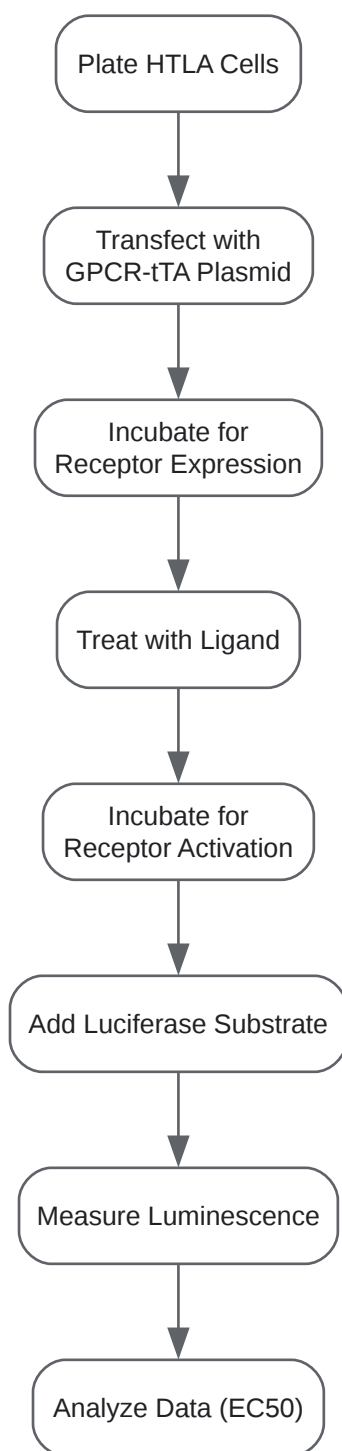 Plate HTLA Cells
Transfect with
GPCR-tTA Plasmid
Incubate for
Receptor Expression
Treat with Ligand
Incubate for
Receptor Activation
Add Luciferase Substrate
Measure Luminescence
Analyze Data (EC50)